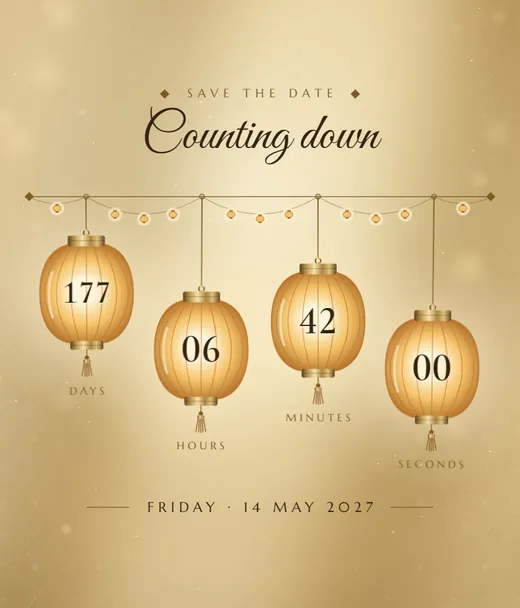 SAVE THE DATE
Counting down
177
06
42
00
DAYS
HOURS
MINUTES
SECONDS
FRIDAY · 14 MAY 2027